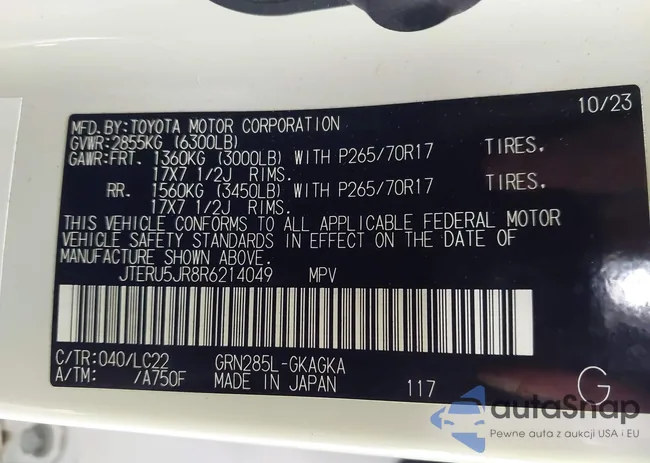 10/23
MFD.BY:TOYOTA MOTOR CORPORATION
GVWR:2855KG (6300LB)
GAWR:FRT. 1360KG (3000LB) WITH P265/70R17 TIRES,
17X7 1/2J RIMS.
RR. 1560KG (3450LB) WITH P265/70R17 TIRES,
17X7 1/2J RIMS.
THIS VEHICLE CONFORMS TO ALL APPLICABLE FEDERAL MOTOR
VEHICLE SAFETY STANDARDS IN EFFECT ON THE DATE OF
MANUFACTURE SHOWN ABOVE.
JTERU5JR8R6214049 MPV
C/TR:040/LC22 GRN285L-GKAGKA
A/TM: /A750F MADE IN JAPAN 117 G
autaSnap
Pewne auta z aukcji USA i EU